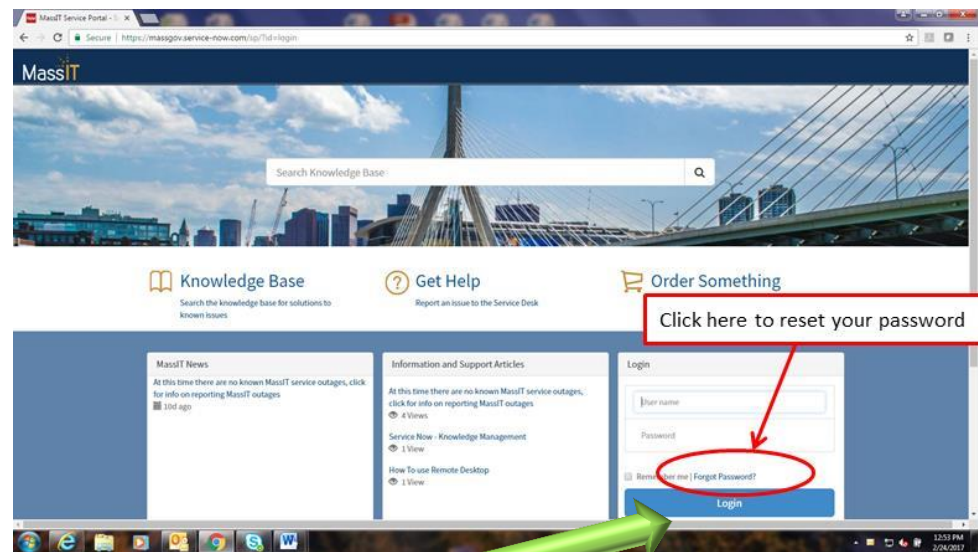 MassIT Service Portal - S
Secure | https://massgov.service-now.com/sp/?id=login
MassIT
Search Knowledge Base
Knowledge Base
Search the knowledge base for solutions to
known issues
Get Help
Report an issue to the Service Desk
Order Something
Click here to reset your password
MassIT News
At this time there are no known MassIT service outages, click
for info on reporting MassIT outages
10d ago
Information and Support Articles
At this time there are no known MassIT service outages,
click for info on reporting MassIT outages
4 Views
Service Now - Knowledge Management
1 View
How To use Remote Desktop
1 View
Login
User name
Password
Remember me | Forgot Password?
Login
12:53 PM
2/24/2017